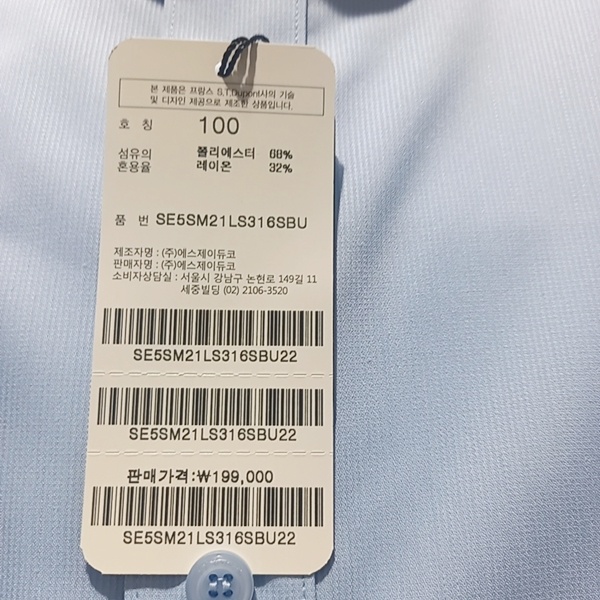 본 제품은 프랑스 S.T.Dupont사의 기술
및 디자인 제공으로 제조한 상품입니다.
호 칭 100
섬유의 폴리에스터 68%
혼용율 레이온 32%
품 번 SE5SM21LS316SBU
제조자명 : (주)에스제이듀코
판매자명 : (주)에스제이듀코
소비자상담실 : 서울시 강남구 논현로 149길 11
세중빌딩 (02) 2106-3520
SE5SM21LS316SBU22
SE5SM21LS316SBU22
판매가격:₩199,000
SE5SM21LS316SBU22